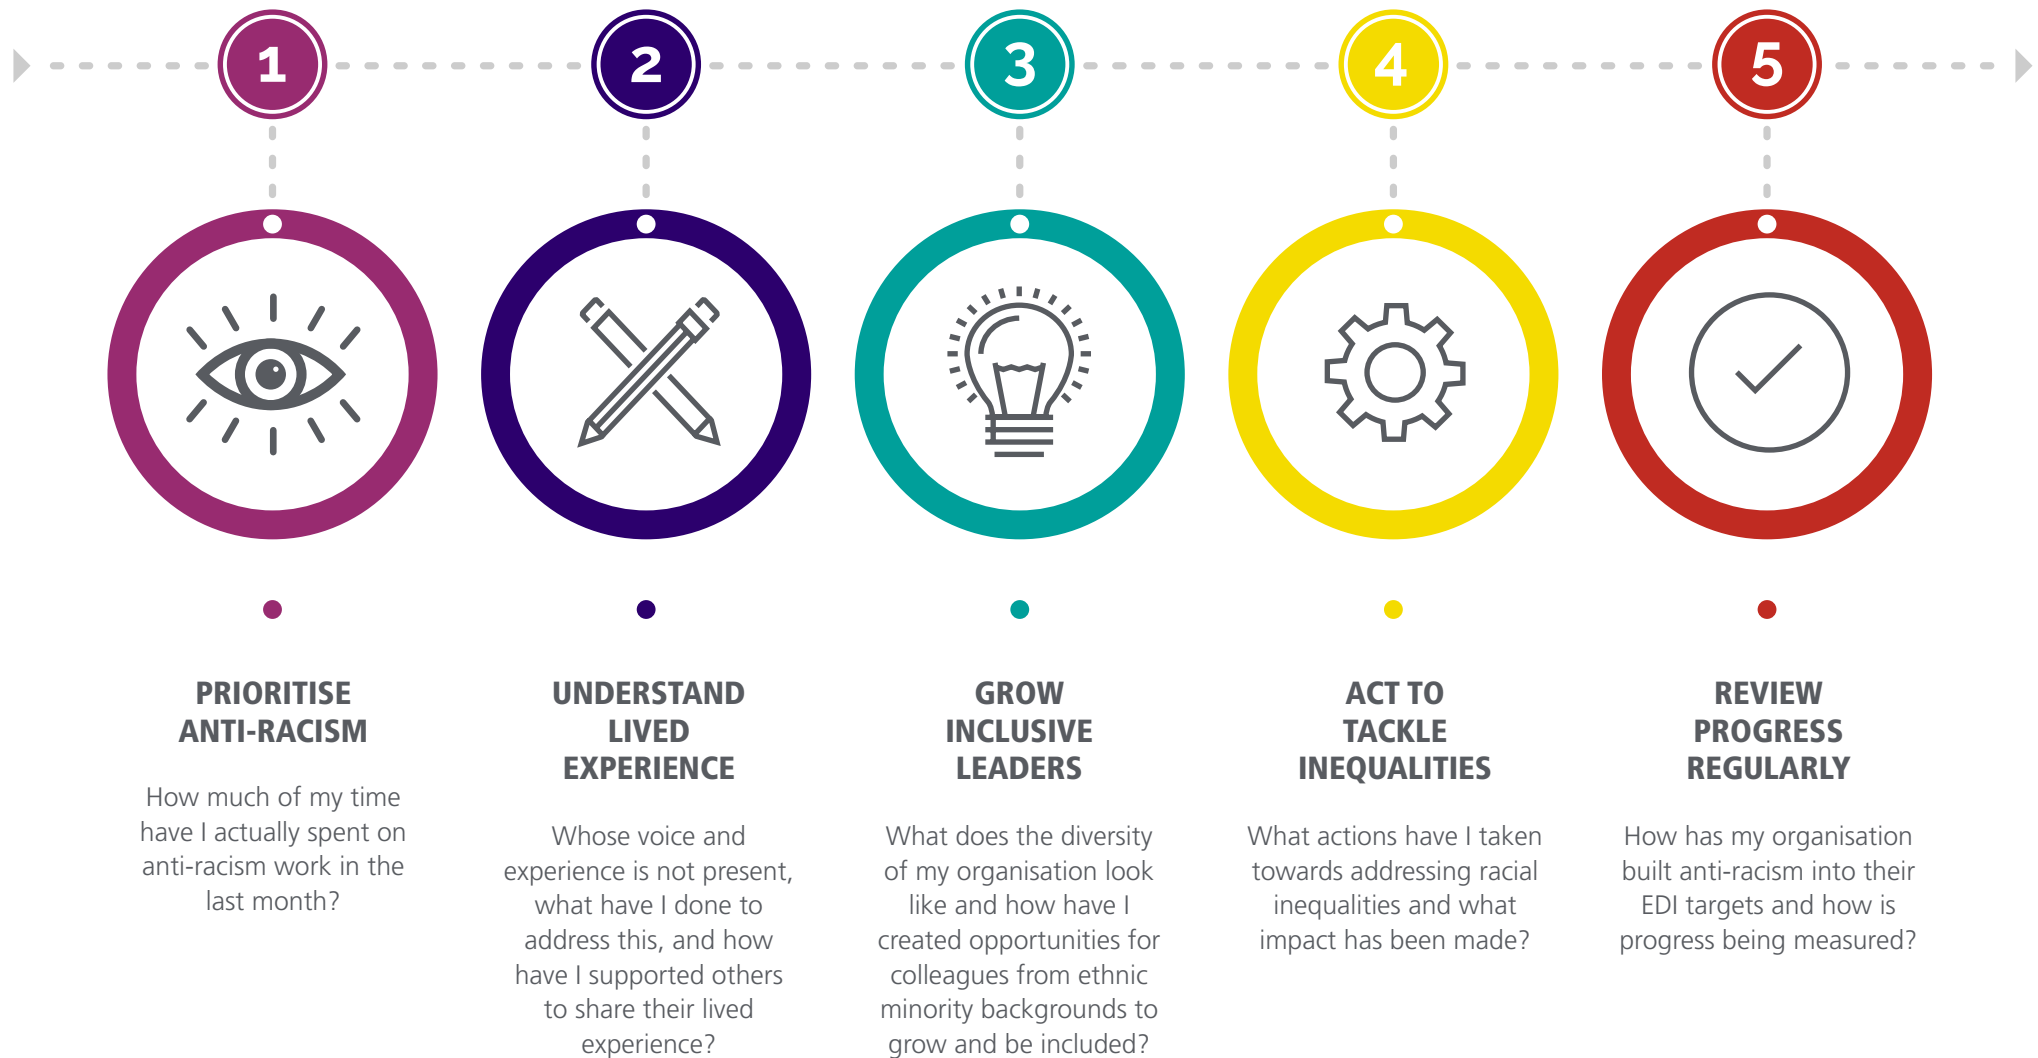 1
2
3
4
5
PRIORITISE
ANTI-RACISM
How much of my time
have I actually spent on
anti-racism work in the
last month?
UNDERSTAND
LIVED
EXPERIENCE
Whose voice and
experience is not present,
what have I done to
address this, and how
have I supported others
to share their lived
experience?
GROW
INCLUSIVE
LEADERS
What does the diversity
of my organisation look
like and how have I
created opportunities for
colleagues from ethnic
minority backgrounds to
grow and be included?
ACT TO
TACKLE
INEQUALITIES
What actions have I taken
towards addressing racial
inequalities and what
impact has been made?
REVIEW
PROGRESS
REGULARLY
How has my organisation
built anti-racism into their
EDI targets and how is
progress being measured?